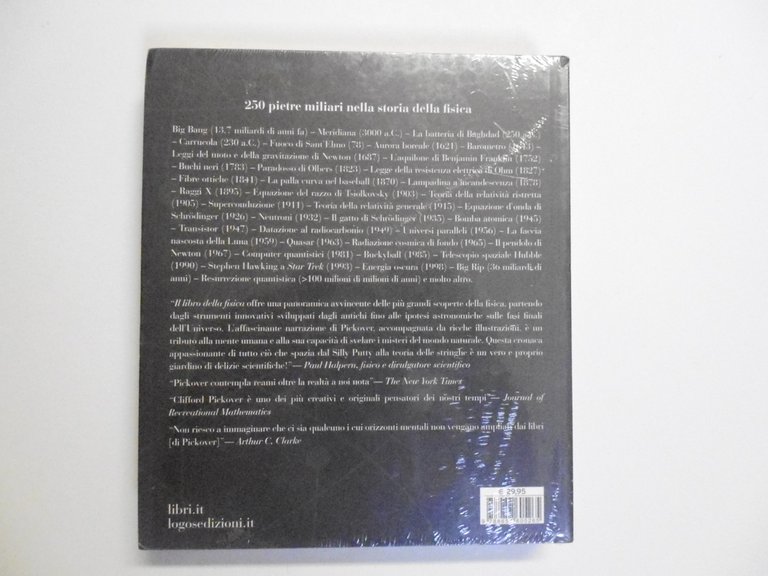 250 pietre miliari nella storia della fisica
Big Bang (13.7 miliardi di anni fa) – Meridiana (3000 a.C.) – La batteria di Baghdad (250 a.C.)
– Carrucola (230 a.C.) – Fuoco di Sant'Elmo (78) – Aurora boreale (1621) – Barometro
Leggi del moto e della gravitazione di Newton (1687) – L'aquilone di Benjamin Franklin (1752)
– Buchi neri (1783) – Paradosso di Olbers (1823) – Legge della resistenza elettrica di Ohm (1827)
– Fibre ottiche (1841) – La palla curva nel baseball (1870) – Lampadina a incandescenza (1878)
– Raggi X (1895) – Equazione del razzo di Tsiolkovsky (1903) – Teoria della relatività ristretta
(1905) – Superconduzione (1911) – Teoria della relatività generale (1915) – Equazione d'onda di
Schrödinger (1926) – Neutroni (1932) – Il gatto di Schrödinger (1935) – Bomba atomica (1945)
– Transistor (1947) – Datazione al radiocarbonio (1949) – Universi paralleli (1956) – La faccia
nascosta della Luna (1959) – Quasar (1963) – Radiazione cosmica di fondo (1965) – Il pendolo di
Newton (1967) – Computer quantistici (1981) – Buckyball (1985) – Telescopio spaziale Hubble
(1990) – Stephen Hawking a Star Trek (1993) – Energia oscura (1998) – Big Rip (36 miliardi di
anni) – Resurrezione quantistica (>100 milioni di milioni di anni) e molto altro.
"Il libro della fisica offre una panoramica avvincente delle più grandi scoperte della fisica, partendo
dagli strumenti innovativi sviluppati dagli antichi fino alle ipotesi astronomiche sulle fasi finali
dell'Universo. L'affascinante narrazione di Pickover, accompagnata da ricche illustrazioni, è un
tributo alla mente umana e alla sua capacità di svelare i misteri del mondo naturale. Questa cronaca
appassionante di tutto ciò che spazia dal Silly Putty alla teoria delle stringhe è un vero e proprio
giardino di delizie scientifiche!"— Paul Halpern, fisico e divulgatore scientifico
"Pickover contempla reami oltre la realtà a noi nota"— The New York Times
"Clifford Pickover è uno dei più creativi e originali pensatori dei nostri tempi"— Journal of
Recreational Mathematics
"Non riesco a immaginare che ci sia qualcuno i cui orizzonti mentali non vengano ampliati dai libri
[di Pickover]"— Arthur C. Clarke
libri.it
logosedizioni.it
€ 29,95